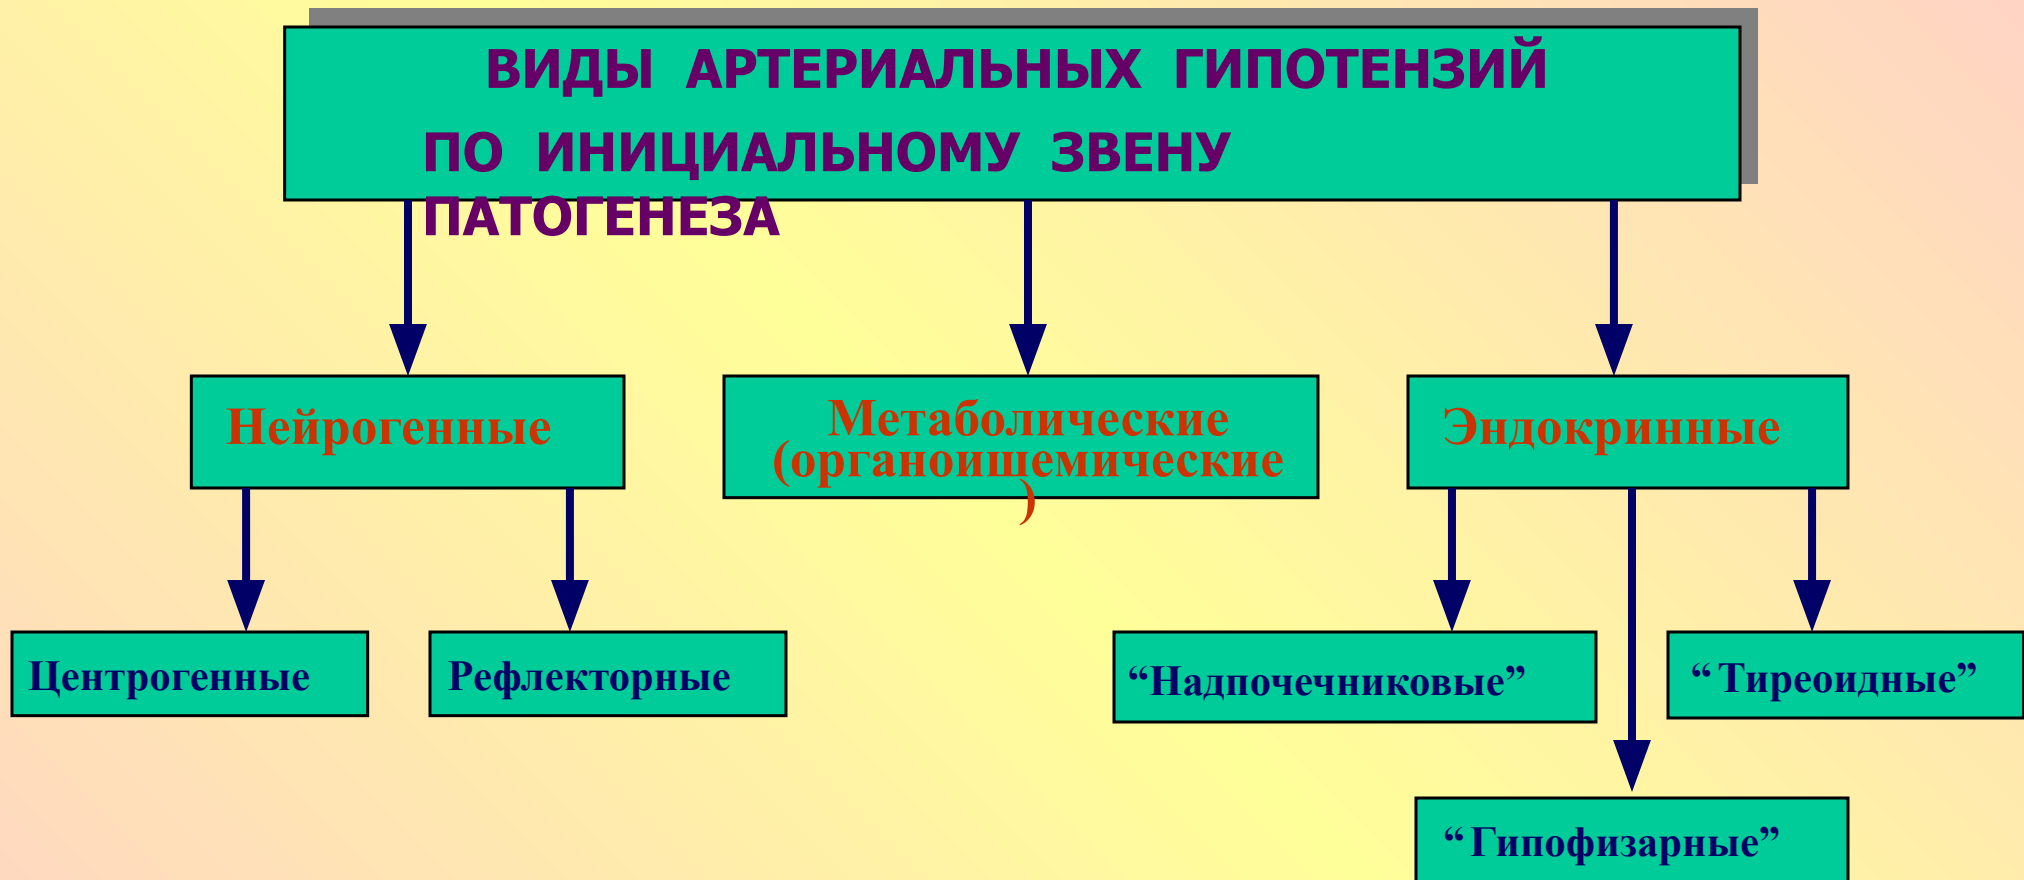 ВИДЫ АРТЕРИАЛЬНЫХ ГИПОТЕНЗИЙ
ПО ИНИЦИАЛЬНОМУ ЗВЕНУ
ПАТОГЕНЕЗА
Нейрогенные
Метаболические
(органоишемические
)
Эндокринные
Центрогенные
Рефлекторные
“Надпочечниковые”
“Тиреоидные”
“Гипофизарные”